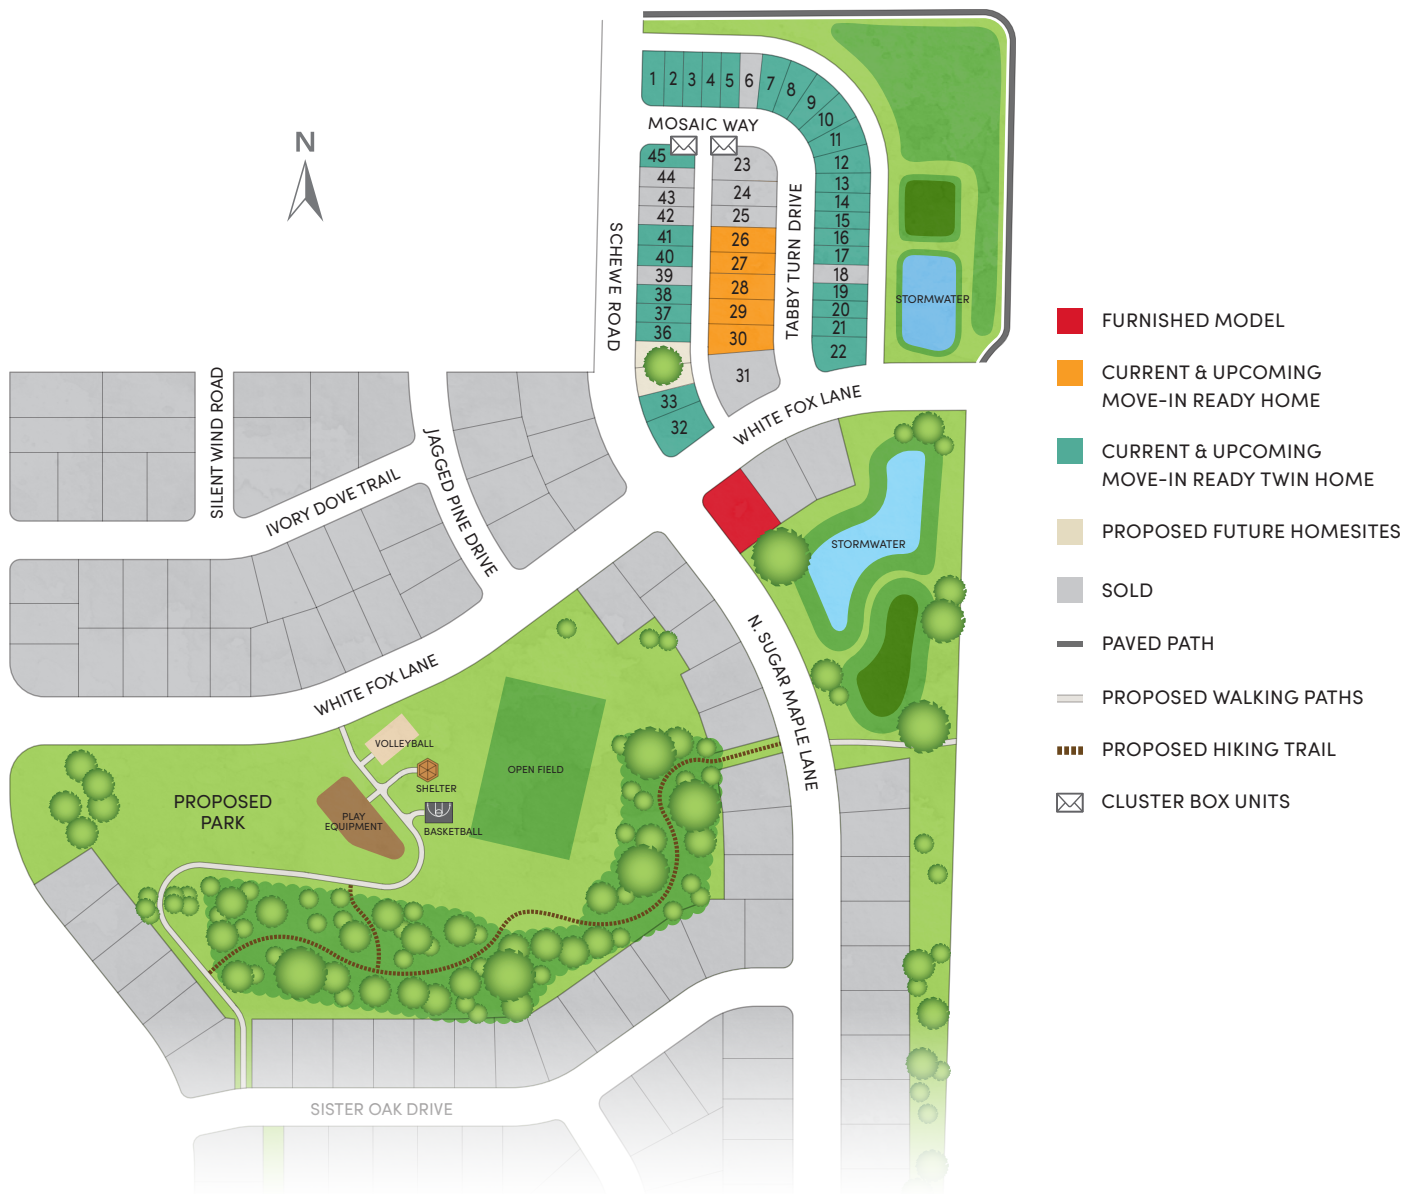 N
1 2 3 4 5 6 7 8 9 10 11 12 13 14 15 16 17 18 19 20 21 22
MOSAIC WAY
45
44
43
42
41
40
39
38
37
36
33
32
23
24
25
26
27
28
29
30
31
SCHEWE ROAD
TABBY TURN DRIVE
STORMWATER
WHITE FOX LANE
SILENT WIND ROAD
IVORY DOVE TRAIL
JAGGED PINE DRIVE
STORMWATER
N. SUGAR MAPLE LANE
WHITE FOX LANE
VOLLEYBALL
SHELTER
OPEN FIELD
PLAY
EQUIPMENT
BASKETBALL
PROPOSED
PARK
SISTER OAK DRIVE
FURNISHED MODEL
CURRENT & UPCOMING
MOVE-IN READY HOME
CURRENT & UPCOMING
MOVE-IN READY TWIN HOME
PROPOSED FUTURE HOMESITES
SOLD
PAVED PATH
PROPOSED WALKING PATHS
PROPOSED HIKING TRAIL
CLUSTER BOX UNITS